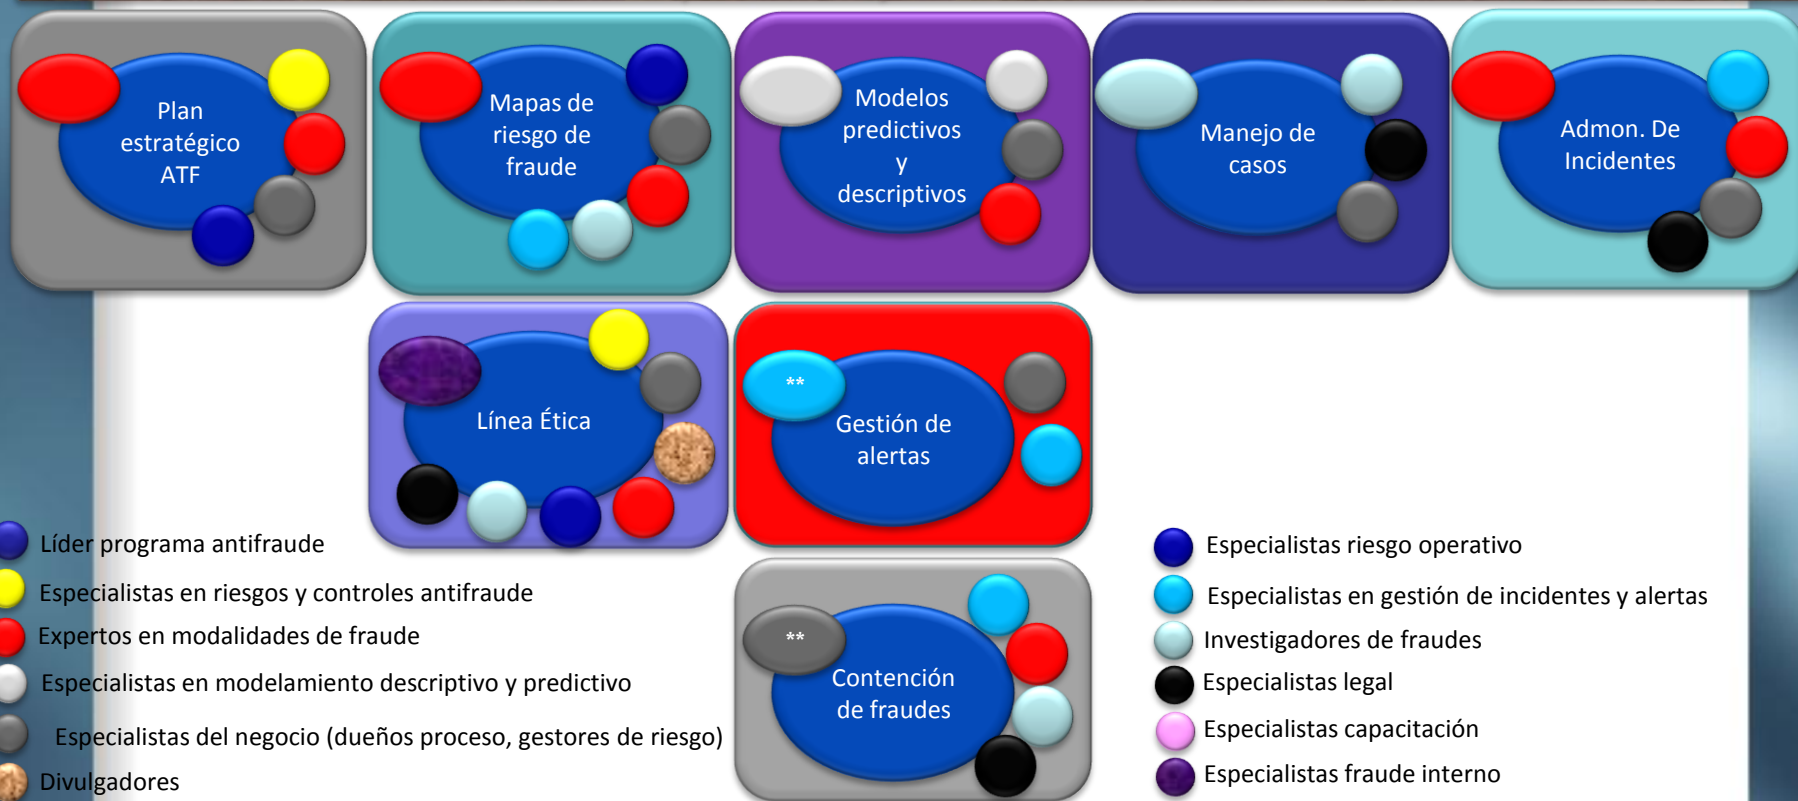 Plan
estratégico
ATF
Mapas de
riesgo de
fraude
Modelos
predictivos
y
descriptivos
Manejo de
casos
Admon. De
Incidentes
Línea Ética
**
Gestión de
alertas
**
Contención
de fraudes
Líder programa antifraude
Especialistas en riesgos y controles antifraude
Expertos en modalidades de fraude
Especialistas en modelamiento descriptivo y predictivo
Especialistas del negocio (dueños proceso, gestores de riesgo)
Divulgadores
Especialistas riesgo operativo
Especialistas en gestión de incidentes y alertas
Investigadores de fraudes
Especialistas legal
Especialistas capacitación
Especialistas fraude interno